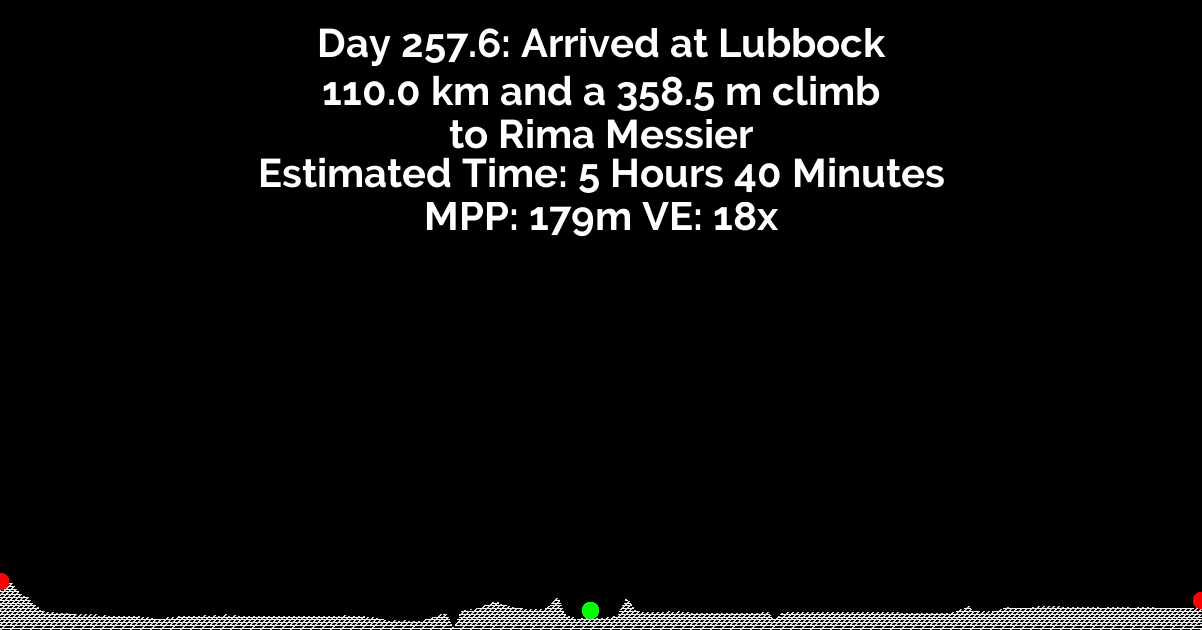 Day 257.6: Arrived at Lubbock
110.0 km and a 358.5 m climb
to Rima Messier
Estimated Time: 5 Hours 40 Minutes
MPP: 179m VE: 18x